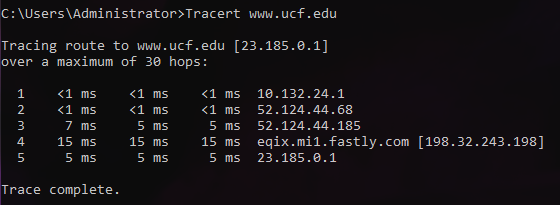 C:\Users\Administrator>Tracert www.ucf.edu
Tracing route to www.ucf.edu [23.185.0.1]
over a maximum of 30 hops:
1 <1 ms <1 ms <1 ms 10.132.24.1
2 <1 ms <1 ms <1 ms 52.124.44.68
3 7 ms 5 ms 5 ms 52.124.44.185
4 15 ms 15 ms 15 ms eqix.mi1.fastly.com [198.32.243.198]
5 5 ms 5 ms 5 ms 23.185.0.1
Trace complete.